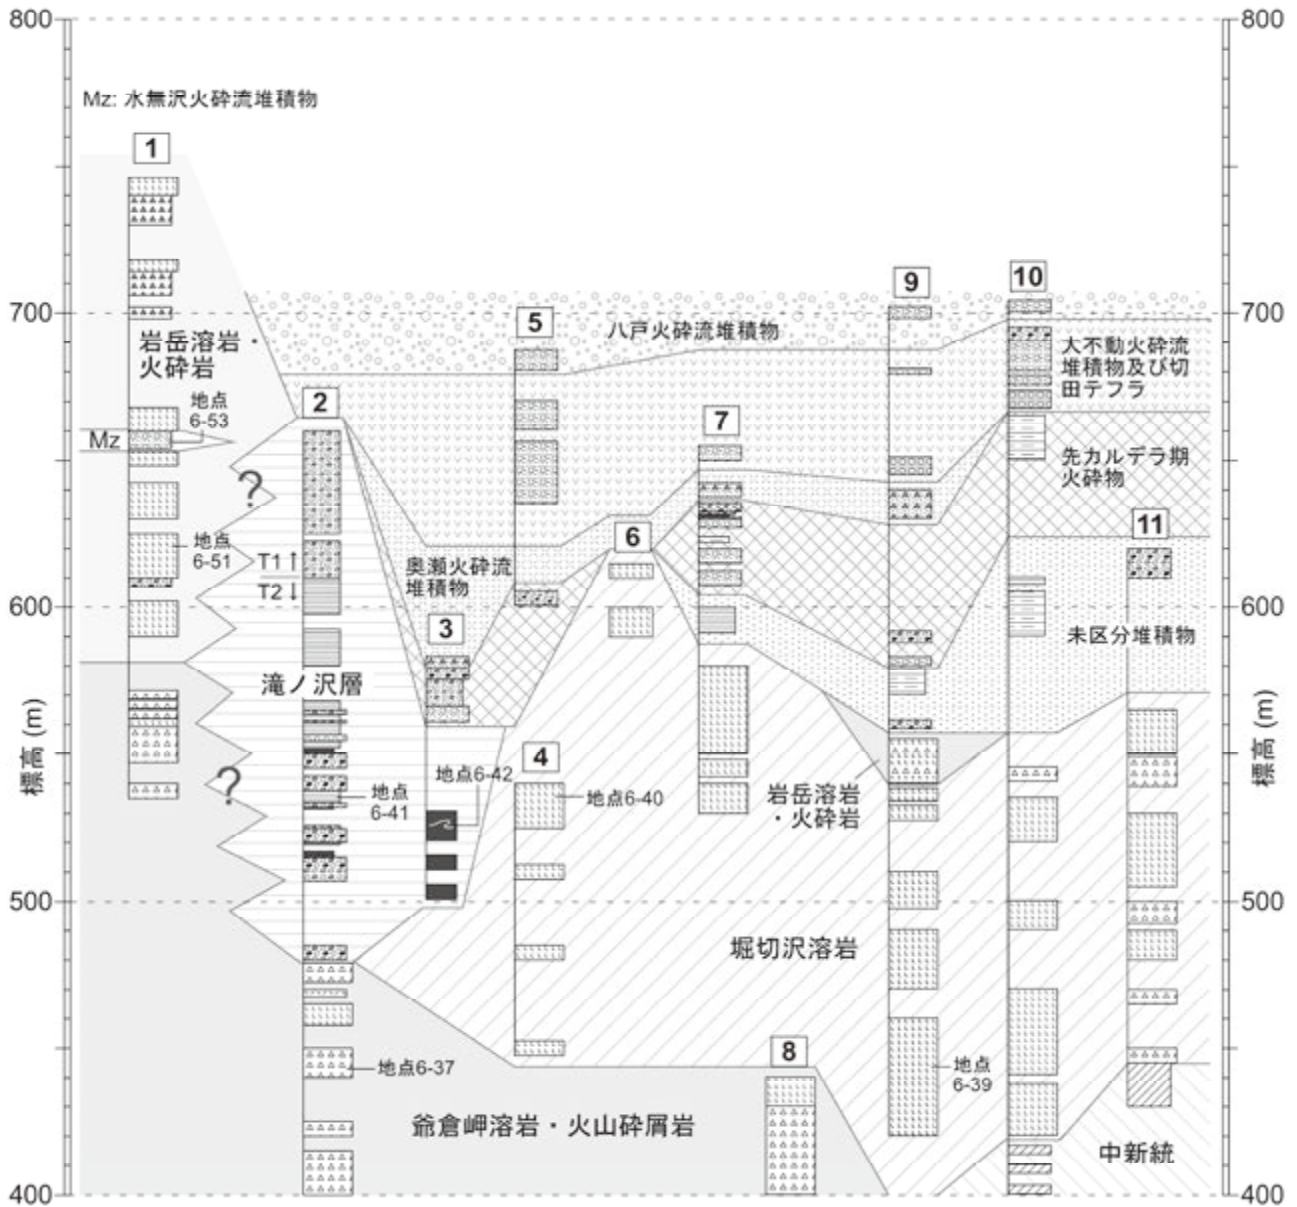 800
800
Mz: 水無沢火砕流堆積物
1
9
10
700
700
5
八戸火砕流堆積物
岩岳溶岩・
火砕岩
大不動火砕流
堆積物及び切
田テフラ
地点
6-53
2
7
Mz
?
先カルデラ期
火砕物
6
11
地点
6-51
T1↑
T2↓
奥瀬火砕流
堆積物
600
600
3
未区分堆積物
滝ノ沢層
標高 (m)
標高 (m)
地点6-42
4
?
地点
6-41
地点6-40
岩岳溶岩
・火砕岩
500
500
堀切沢溶岩
8
地点6-37
地点
6-39
爺倉岬溶岩・火山砕屑岩
中新統
400
400